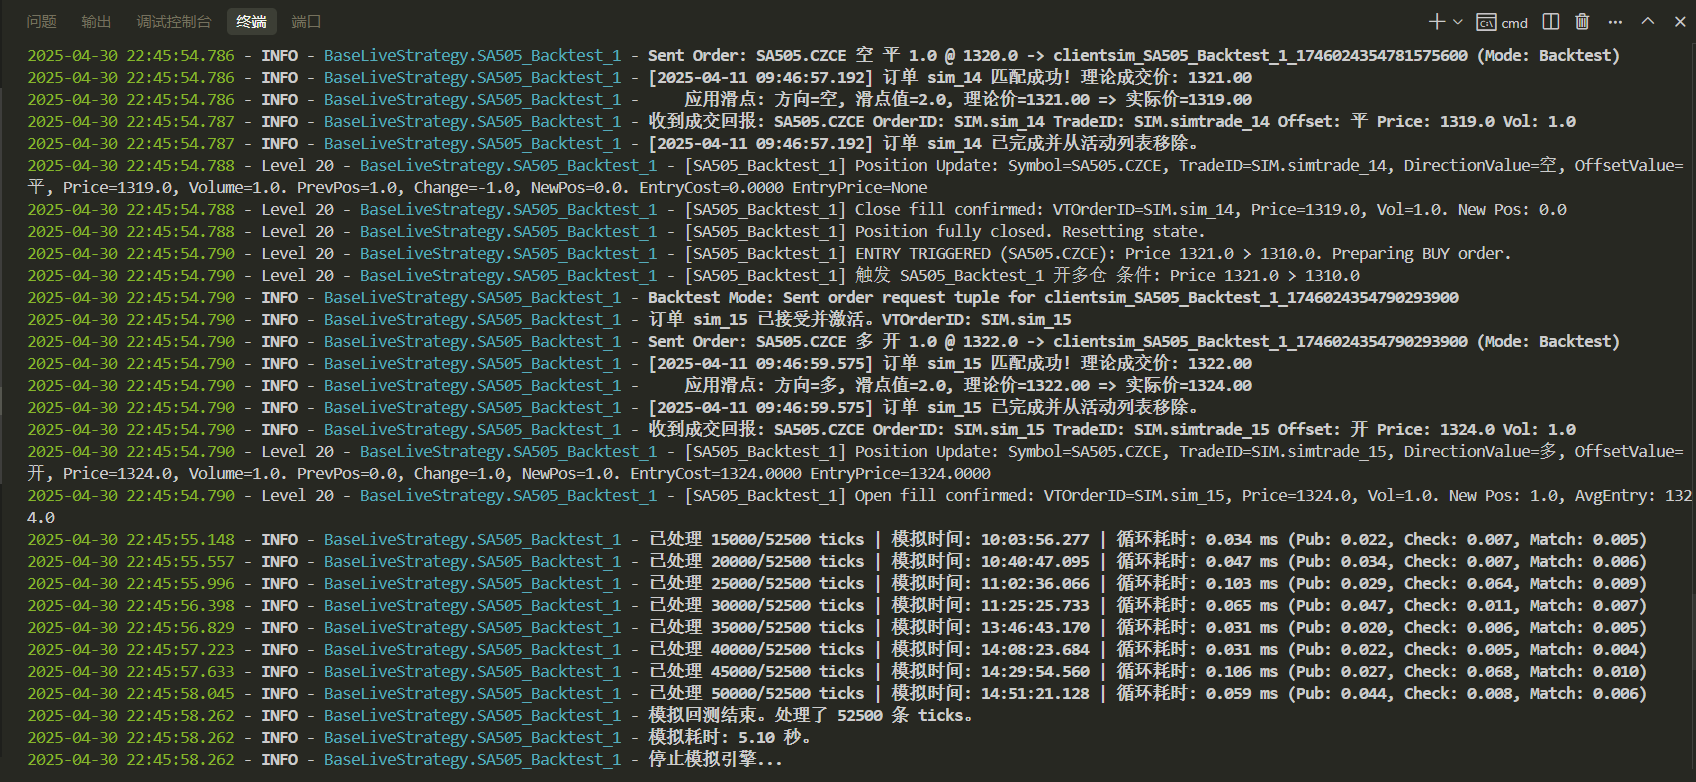 问题 输出 调试控制台 终端 端口 cmd
2025-04-30 22:45:54.786 - INFO - BaseLiveStrategy.SA505_Backtest_1 - Sent Order: SA505.CZCE 空 平 1.0 @ 1320.0 -> clientsim_SA505_Backtest_1_1746024354781575600 (Mode: Backtest)
2025-04-30 22:45:54.786 - INFO - BaseLiveStrategy.SA505_Backtest_1 - [2025-04-11 09:46:57.192] 订单 sim_14 匹配成功! 理论成交价: 1321.00
2025-04-30 22:45:54.786 - INFO - BaseLiveStrategy.SA505_Backtest_1 -     应用滑点: 方向=空, 滑点值=2.0, 理论价=1321.00 => 实际价=1319.00
2025-04-30 22:45:54.787 - INFO - BaseLiveStrategy.SA505_Backtest_1 - 收到成交回报: SA505.CZCE OrderID: SIM.sim_14 TradeID: SIM.simtrade_14 Offset: 平 Price: 1319.0 Vol: 1.0
2025-04-30 22:45:54.787 - INFO - BaseLiveStrategy.SA505_Backtest_1 - [2025-04-11 09:46:57.192] 订单 sim_14 已完成并从活动列表移除。
2025-04-30 22:45:54.788 - Level 20 - BaseLiveStrategy.SA505_Backtest_1 - [SA505_Backtest_1] Position Update: Symbol=SA505.CZCE, TradeID=SIM.simtrade_14, DirectionValue=空, OffsetValue=
平, Price=1319.0, Volume=1.0. PrevPos=1.0, Change=-1.0, NewPos=0.0. EntryCost=0.0000 EntryPrice=None
2025-04-30 22:45:54.788 - Level 20 - BaseLiveStrategy.SA505_Backtest_1 - [SA505_Backtest_1] Close fill confirmed: VTOrderID=SIM.sim_14, Price=1319.0, Vol=1.0. New Pos: 0.0
2025-04-30 22:45:54.788 - Level 20 - BaseLiveStrategy.SA505_Backtest_1 - [SA505_Backtest_1] Position fully closed. Resetting state.
2025-04-30 22:45:54.790 - Level 20 - BaseLiveStrategy.SA505_Backtest_1 - [SA505_Backtest_1] ENTRY TRIGGERED (SA505.CZCE): Price 1321.0 > 1310.0. Preparing BUY order.
2025-04-30 22:45:54.790 - Level 20 - BaseLiveStrategy.SA505_Backtest_1 - [SA505_Backtest_1] 触发 SA505_Backtest_1 开多仓 条件: Price 1321.0 > 1310.0
2025-04-30 22:45:54.790 - INFO - BaseLiveStrategy.SA505_Backtest_1 - Backtest Mode: Sent order request tuple for clientsim_SA505_Backtest_1_1746024354790293900
2025-04-30 22:45:54.790 - INFO - BaseLiveStrategy.SA505_Backtest_1 - 订单 sim_15 已接受并激活。VTOrderID: SIM.sim_15
2025-04-30 22:45:54.790 - INFO - BaseLiveStrategy.SA505_Backtest_1 - Sent Order: SA505.CZCE 多 开 1.0 @ 1322.0 -> clientsim_SA505_Backtest_1_1746024354790293900 (Mode: Backtest)
2025-04-30 22:45:54.790 - INFO - BaseLiveStrategy.SA505_Backtest_1 - [2025-04-11 09:46:59.575] 订单 sim_15 匹配成功! 理论成交价: 1322.00
2025-04-30 22:45:54.790 - INFO - BaseLiveStrategy.SA505_Backtest_1 -     应用滑点: 方向=多, 滑点值=2.0, 理论价=1322.00 => 实际价=1324.00
2025-04-30 22:45:54.790 - INFO - BaseLiveStrategy.SA505_Backtest_1 - [2025-04-11 09:46:59.575] 订单 sim_15 已完成并从活动列表移除。
2025-04-30 22:45:54.790 - INFO - BaseLiveStrategy.SA505_Backtest_1 - 收到成交回报: SA505.CZCE OrderID: SIM.sim_15 TradeID: SIM.simtrade_15 Offset: 开 Price: 1324.0 Vol: 1.0
2025-04-30 22:45:54.790 - Level 20 - BaseLiveStrategy.SA505_Backtest_1 - [SA505_Backtest_1] Position Update: Symbol=SA505.CZCE, TradeID=SIM.simtrade_15, DirectionValue=多, OffsetValue=
开, Price=1324.0, Volume=1.0. PrevPos=0.0, Change=1.0, NewPos=1.0. EntryCost=1324.0000 EntryPrice=1324.0000
2025-04-30 22:45:54.790 - Level 20 - BaseLiveStrategy.SA505_Backtest_1 - [SA505_Backtest_1] Open fill confirmed: VTOrderID=SIM.sim_15, Price=1324.0, Vol=1.0. New Pos: 1.0, AvgEntry: 132
4.0
2025-04-30 22:45:55.148 - INFO - BaseLiveStrategy.SA505_Backtest_1 - 已处理 15000/52500 ticks | 模拟时间: 10:03:56.277 | 循环耗时: 0.034 ms (Pub: 0.022, Check: 0.007, Match: 0.005)
2025-04-30 22:45:55.557 - INFO - BaseLiveStrategy.SA505_Backtest_1 - 已处理 20000/52500 ticks | 模拟时间: 10:40:47.095 | 循环耗时: 0.047 ms (Pub: 0.034, Check: 0.007, Match: 0.006)
2025-04-30 22:45:55.996 - INFO - BaseLiveStrategy.SA505_Backtest_1 - 已处理 25000/52500 ticks | 模拟时间: 11:02:36.066 | 循环耗时: 0.103 ms (Pub: 0.029, Check: 0.064, Match: 0.009)
2025-04-30 22:45:56.398 - INFO - BaseLiveStrategy.SA505_Backtest_1 - 已处理 30000/52500 ticks | 模拟时间: 11:25:25.733 | 循环耗时: 0.065 ms (Pub: 0.047, Check: 0.011, Match: 0.007)
2025-04-30 22:45:56.829 - INFO - BaseLiveStrategy.SA505_Backtest_1 - 已处理 35000/52500 ticks | 模拟时间: 13:46:43.170 | 循环耗时: 0.031 ms (Pub: 0.020, Check: 0.006, Match: 0.005)
2025-04-30 22:45:57.223 - INFO - BaseLiveStrategy.SA505_Backtest_1 - 已处理 40000/52500 ticks | 模拟时间: 14:08:23.684 | 循环耗时: 0.031 ms (Pub: 0.022, Check: 0.005, Match: 0.004)
2025-04-30 22:45:57.633 - INFO - BaseLiveStrategy.SA505_Backtest_1 - 已处理 45000/52500 ticks | 模拟时间: 14:29:54.560 | 循环耗时: 0.106 ms (Pub: 0.027, Check: 0.068, Match: 0.010)
2025-04-30 22:45:58.045 - INFO - BaseLiveStrategy.SA505_Backtest_1 - 已处理 50000/52500 ticks | 模拟时间: 14:51:21.128 | 循环耗时: 0.059 ms (Pub: 0.044, Check: 0.008, Match: 0.006)
2025-04-30 22:45:58.262 - INFO - BaseLiveStrategy.SA505_Backtest_1 - 模拟回测结束。处理了 52500 条 ticks。
2025-04-30 22:45:58.262 - INFO - BaseLiveStrategy.SA505_Backtest_1 - 模拟耗时: 5.10 秒。
2025-04-30 22:45:58.262 - INFO - BaseLiveStrategy.SA505_Backtest_1 - 停止模拟引擎...